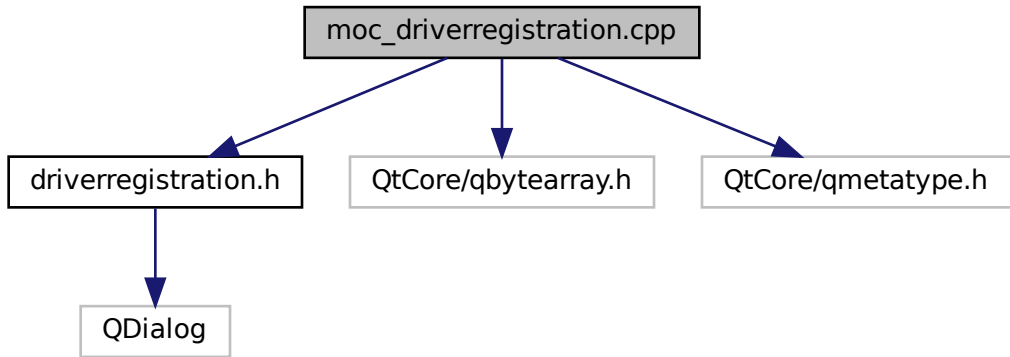 moc_driverregistration.cpp
driverregistration.h
QtCore/qbytearray.h
QtCore/qmetatype.h
QDialog